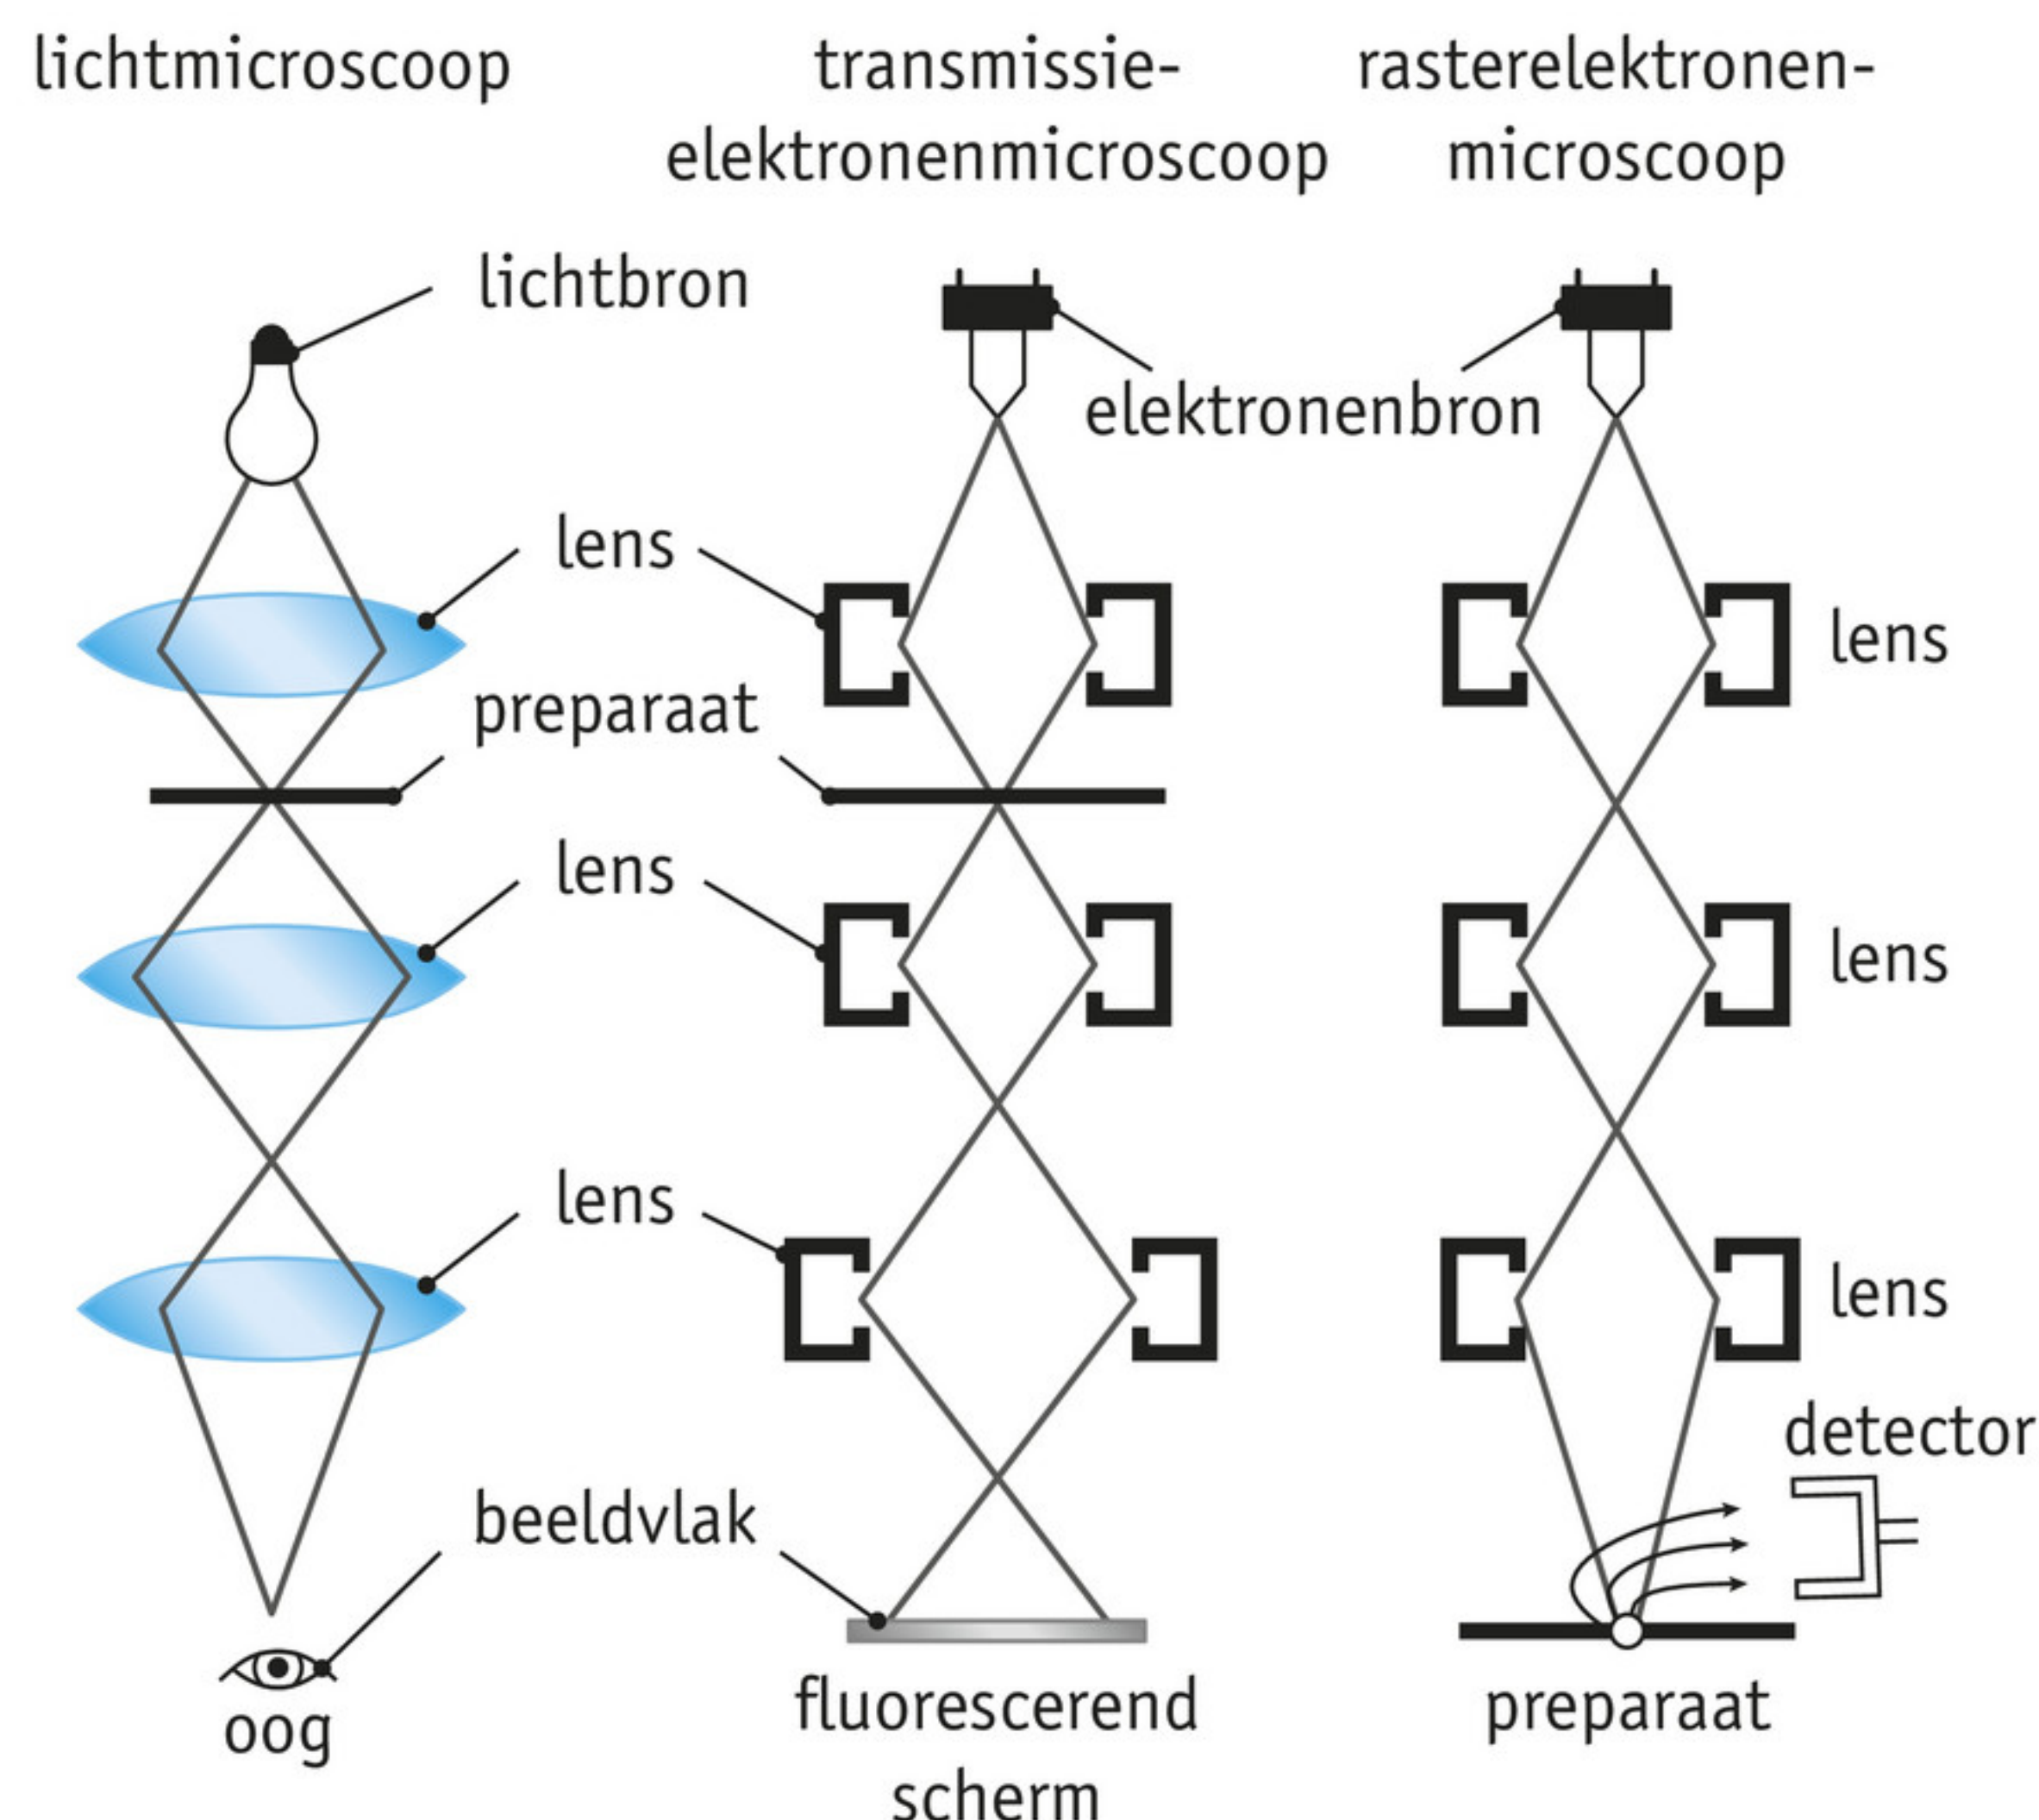 lichtmicroscoop
transmissie-
elektronenmicroscoop
rasterelektronen-
microscoop
lichtbron
elektronenbron
lens
lens
preparaat
lens
lens
lens
lens
detector
beeldvlak
oog
fluorescerend
scherm
preparaat